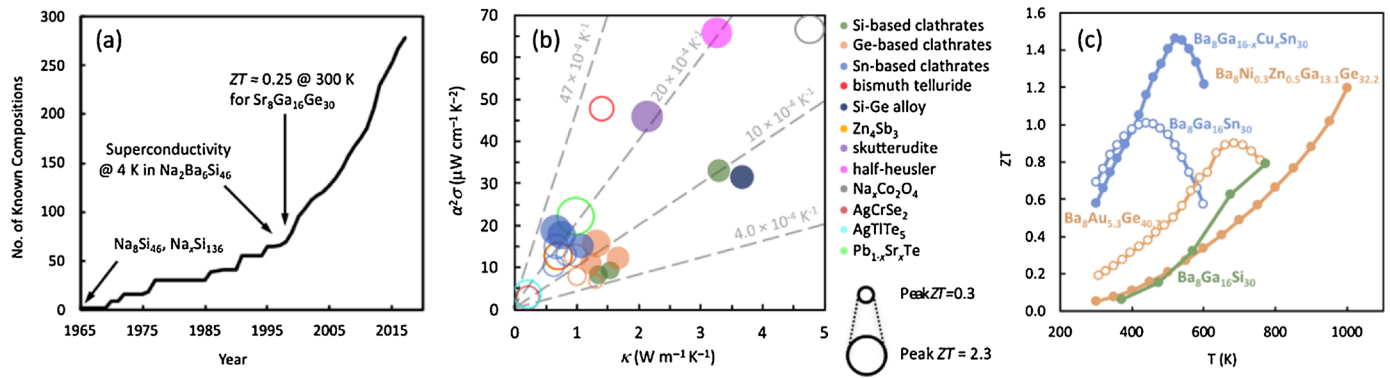 (a)
No. of Known Compositions
300
250
200
150
100
50
0
1965
1975
1985
1995
2005
2015
Year
ZT ≈ 0.25 @ 300 K
for Sr₈Ga₁₆Ge₃₀
Superconductivity
@ 4 K in Na₂Ba₆Si₄₆
Na₈Si₄₆, NaₓSi₁₃₆
(b)
α²σ (µW cm⁻¹ K⁻²)
70
60
50
40
30
20
10
0
0
1
2
3
4
5
κ (W m⁻¹ K⁻¹)
47 × 10⁻⁴ K⁻¹
20 × 10⁻⁴ K⁻¹
10 × 10⁻⁴ K⁻¹
4.0 × 10⁻⁴ K⁻¹
Si-based clathrates
Ge-based clathrates
Sn-based clathrates
bismuth telluride
Si-Ge alloy
Zn₄Sb₃
skutterudite
half-heusler
NaₓCo₂O₄
AgCrSe₂
AgTlTe₅
Pb₁₋ₓSrₓTe
Peak ZT=0.3
Peak ZT = 2.3
(c)
ZT
1.6
1.4
1.2
1.0
0.8
0.6
0.4
0.2
0.0
200
400
600
800
1000
T (K)
Ba₈Ga₁₆₋ₓCuₓSn₃₀
Ba₈Ni₀.₃Zn₀.₅Ga₁₃.₁Ge₃₂.₂
Ba₈Ga₁₆Sn₃₀
Ba₈Au₅.₃Ge₄₀.₇
Ba₈Ga₁₆Si₃₀